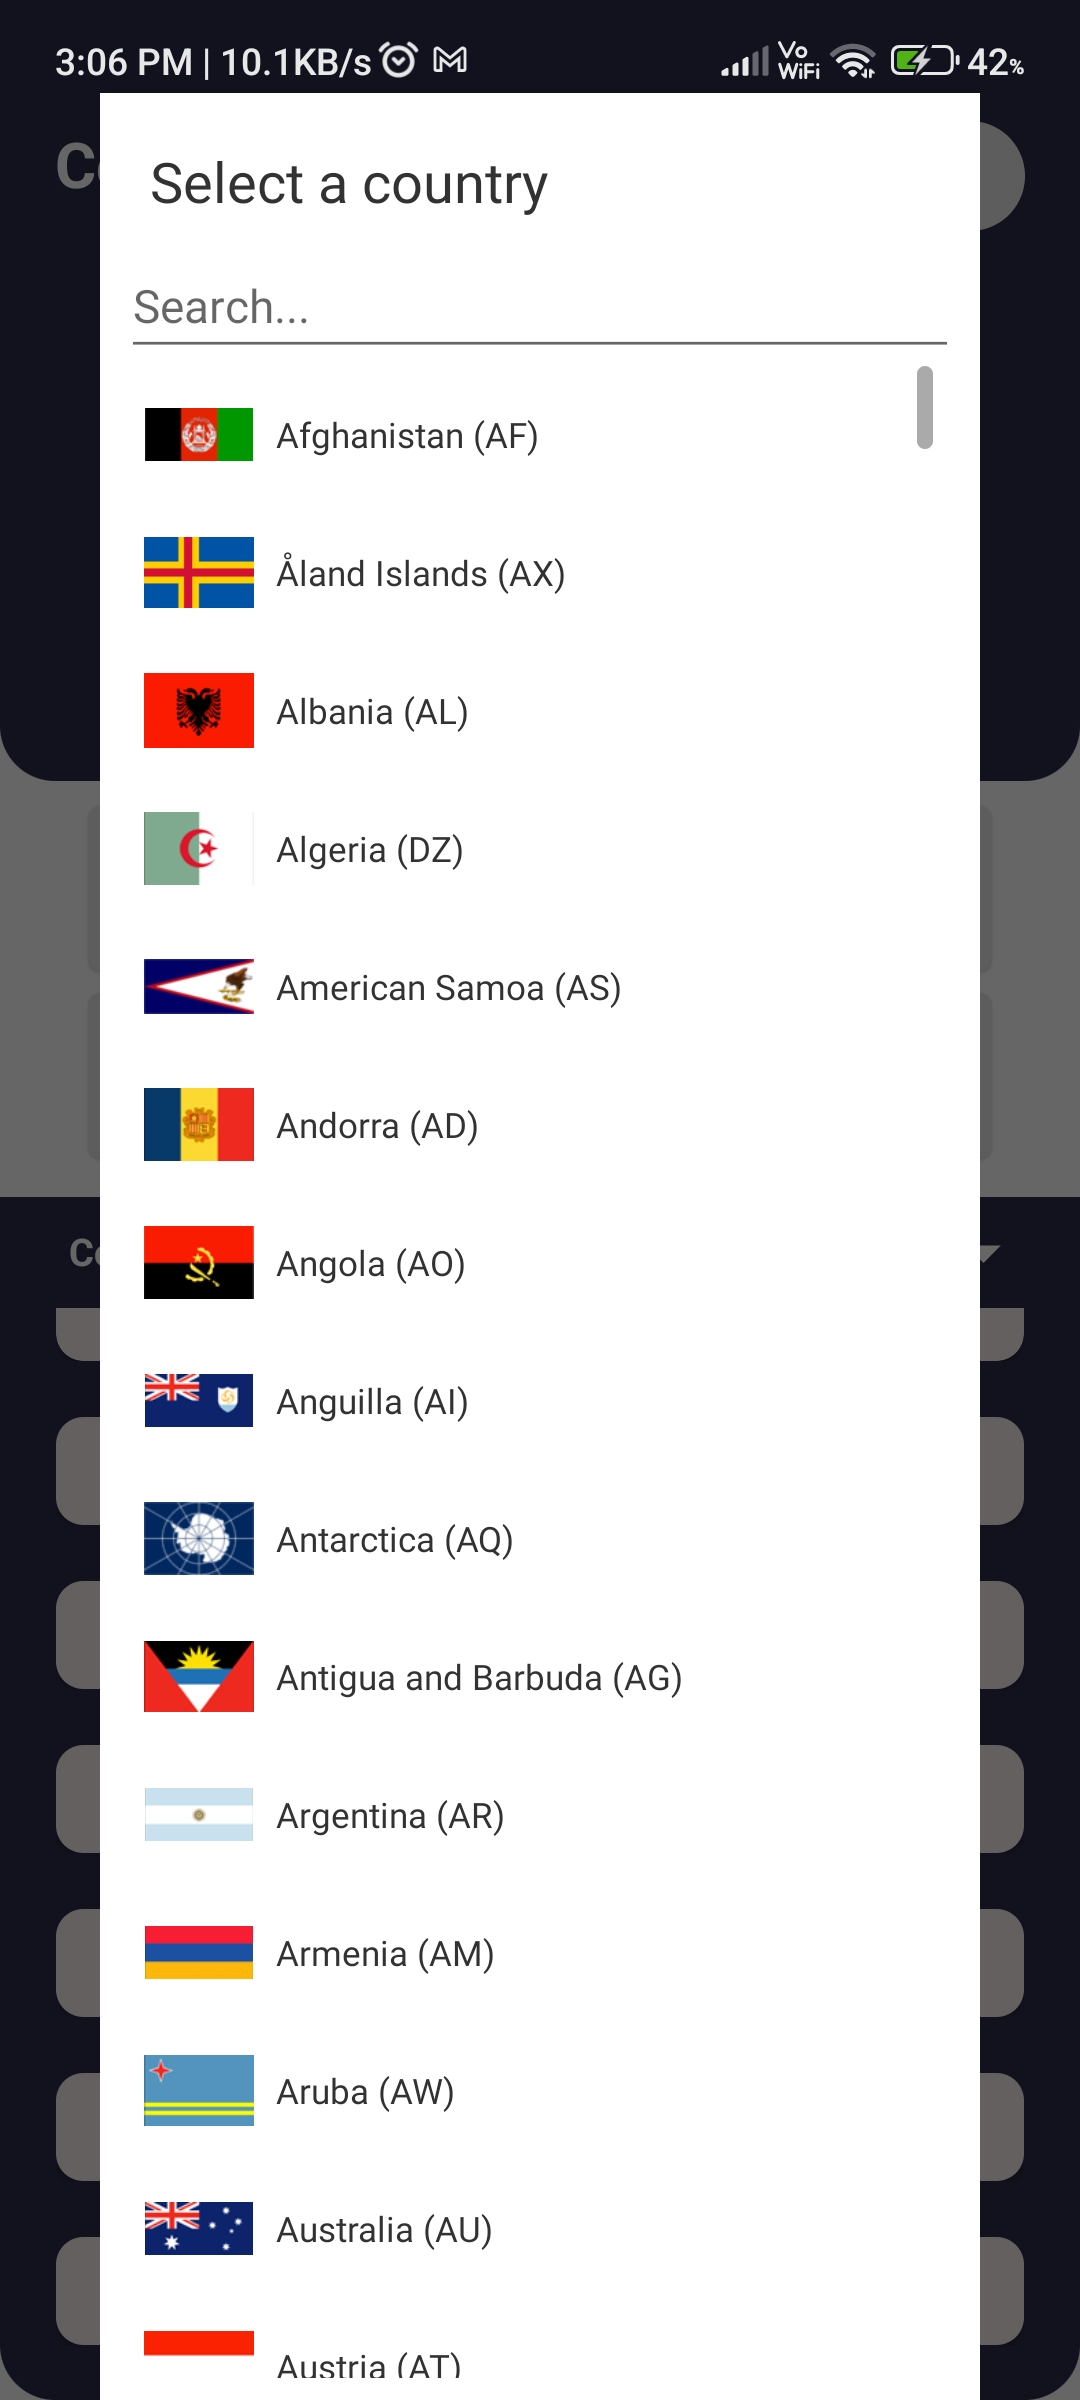 3:06 PM | 10.1KB/s Vo WiFi 42%
Select a country
Search...
Afghanistan (AF)
Åland Islands (AX)
Albania (AL)
Algeria (DZ)
American Samoa (AS)
Andorra (AD)
Angola (AO)
Anguilla (AI)
Antarctica (AQ)
Antigua and Barbuda (AG)
Argentina (AR)
Armenia (AM)
Aruba (AW)
Australia (AU)
Austria (AT)